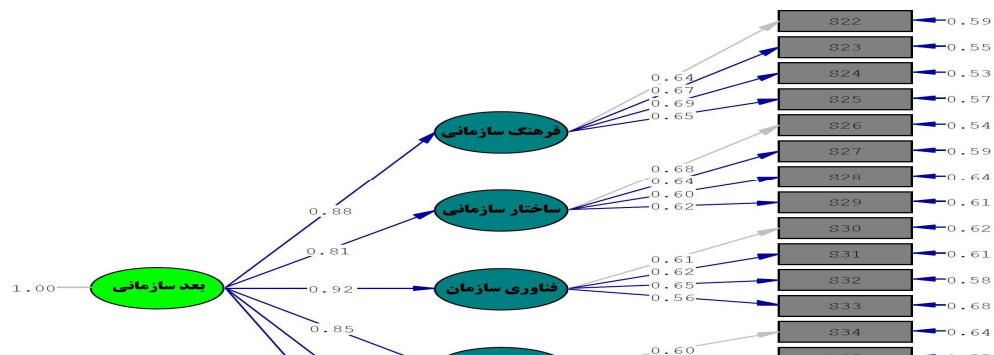 S22 0.59
S23 0.55
0.64 S24 0.53
0.67
0.69 S25 0.57
0.65
فرهنگ سازمانی S26 0.54
S27 0.59
0.68
0.64 S28 0.64
0.60
0.62 S29 0.61
0.88 ساختار سازمانی
S30 0.62
0.81 S31 0.61
0.61
0.62
1.00 بعد سازمانی 0.92 فناوری سازمان 0.65 S32 0.58
0.56
S33 0.68
0.85 S34 0.64
0.60